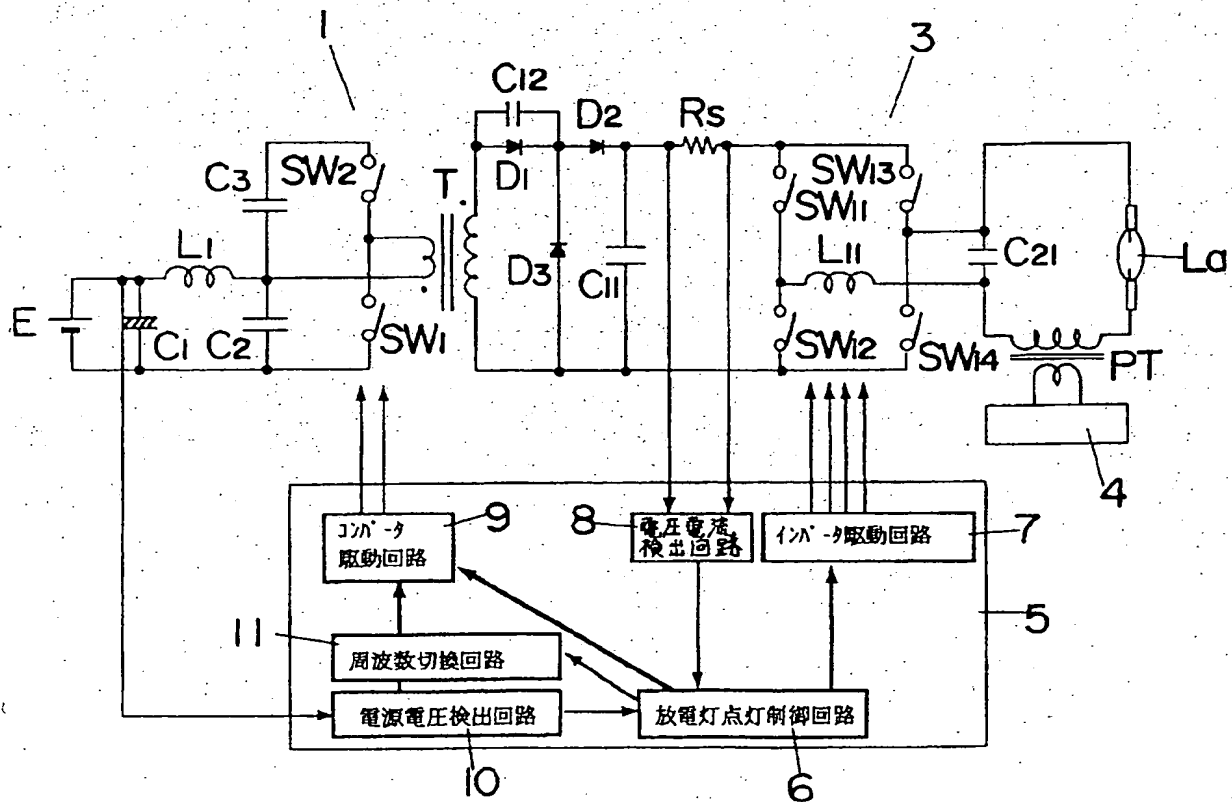 1
3
C12
D2
Rs
SW2
C3
T
D1
SW13
SW11
L1
D3
C11
L11
C21
La
E
C1
C2
SW1
SW12
SW14
PT
4
9
8
7
コンバータ
駆動回路
電圧電流
検出回路
インバータ駆動回路
5
11
周波数切換回路
電源電圧検出回路
放電灯点灯制御回路
10
6